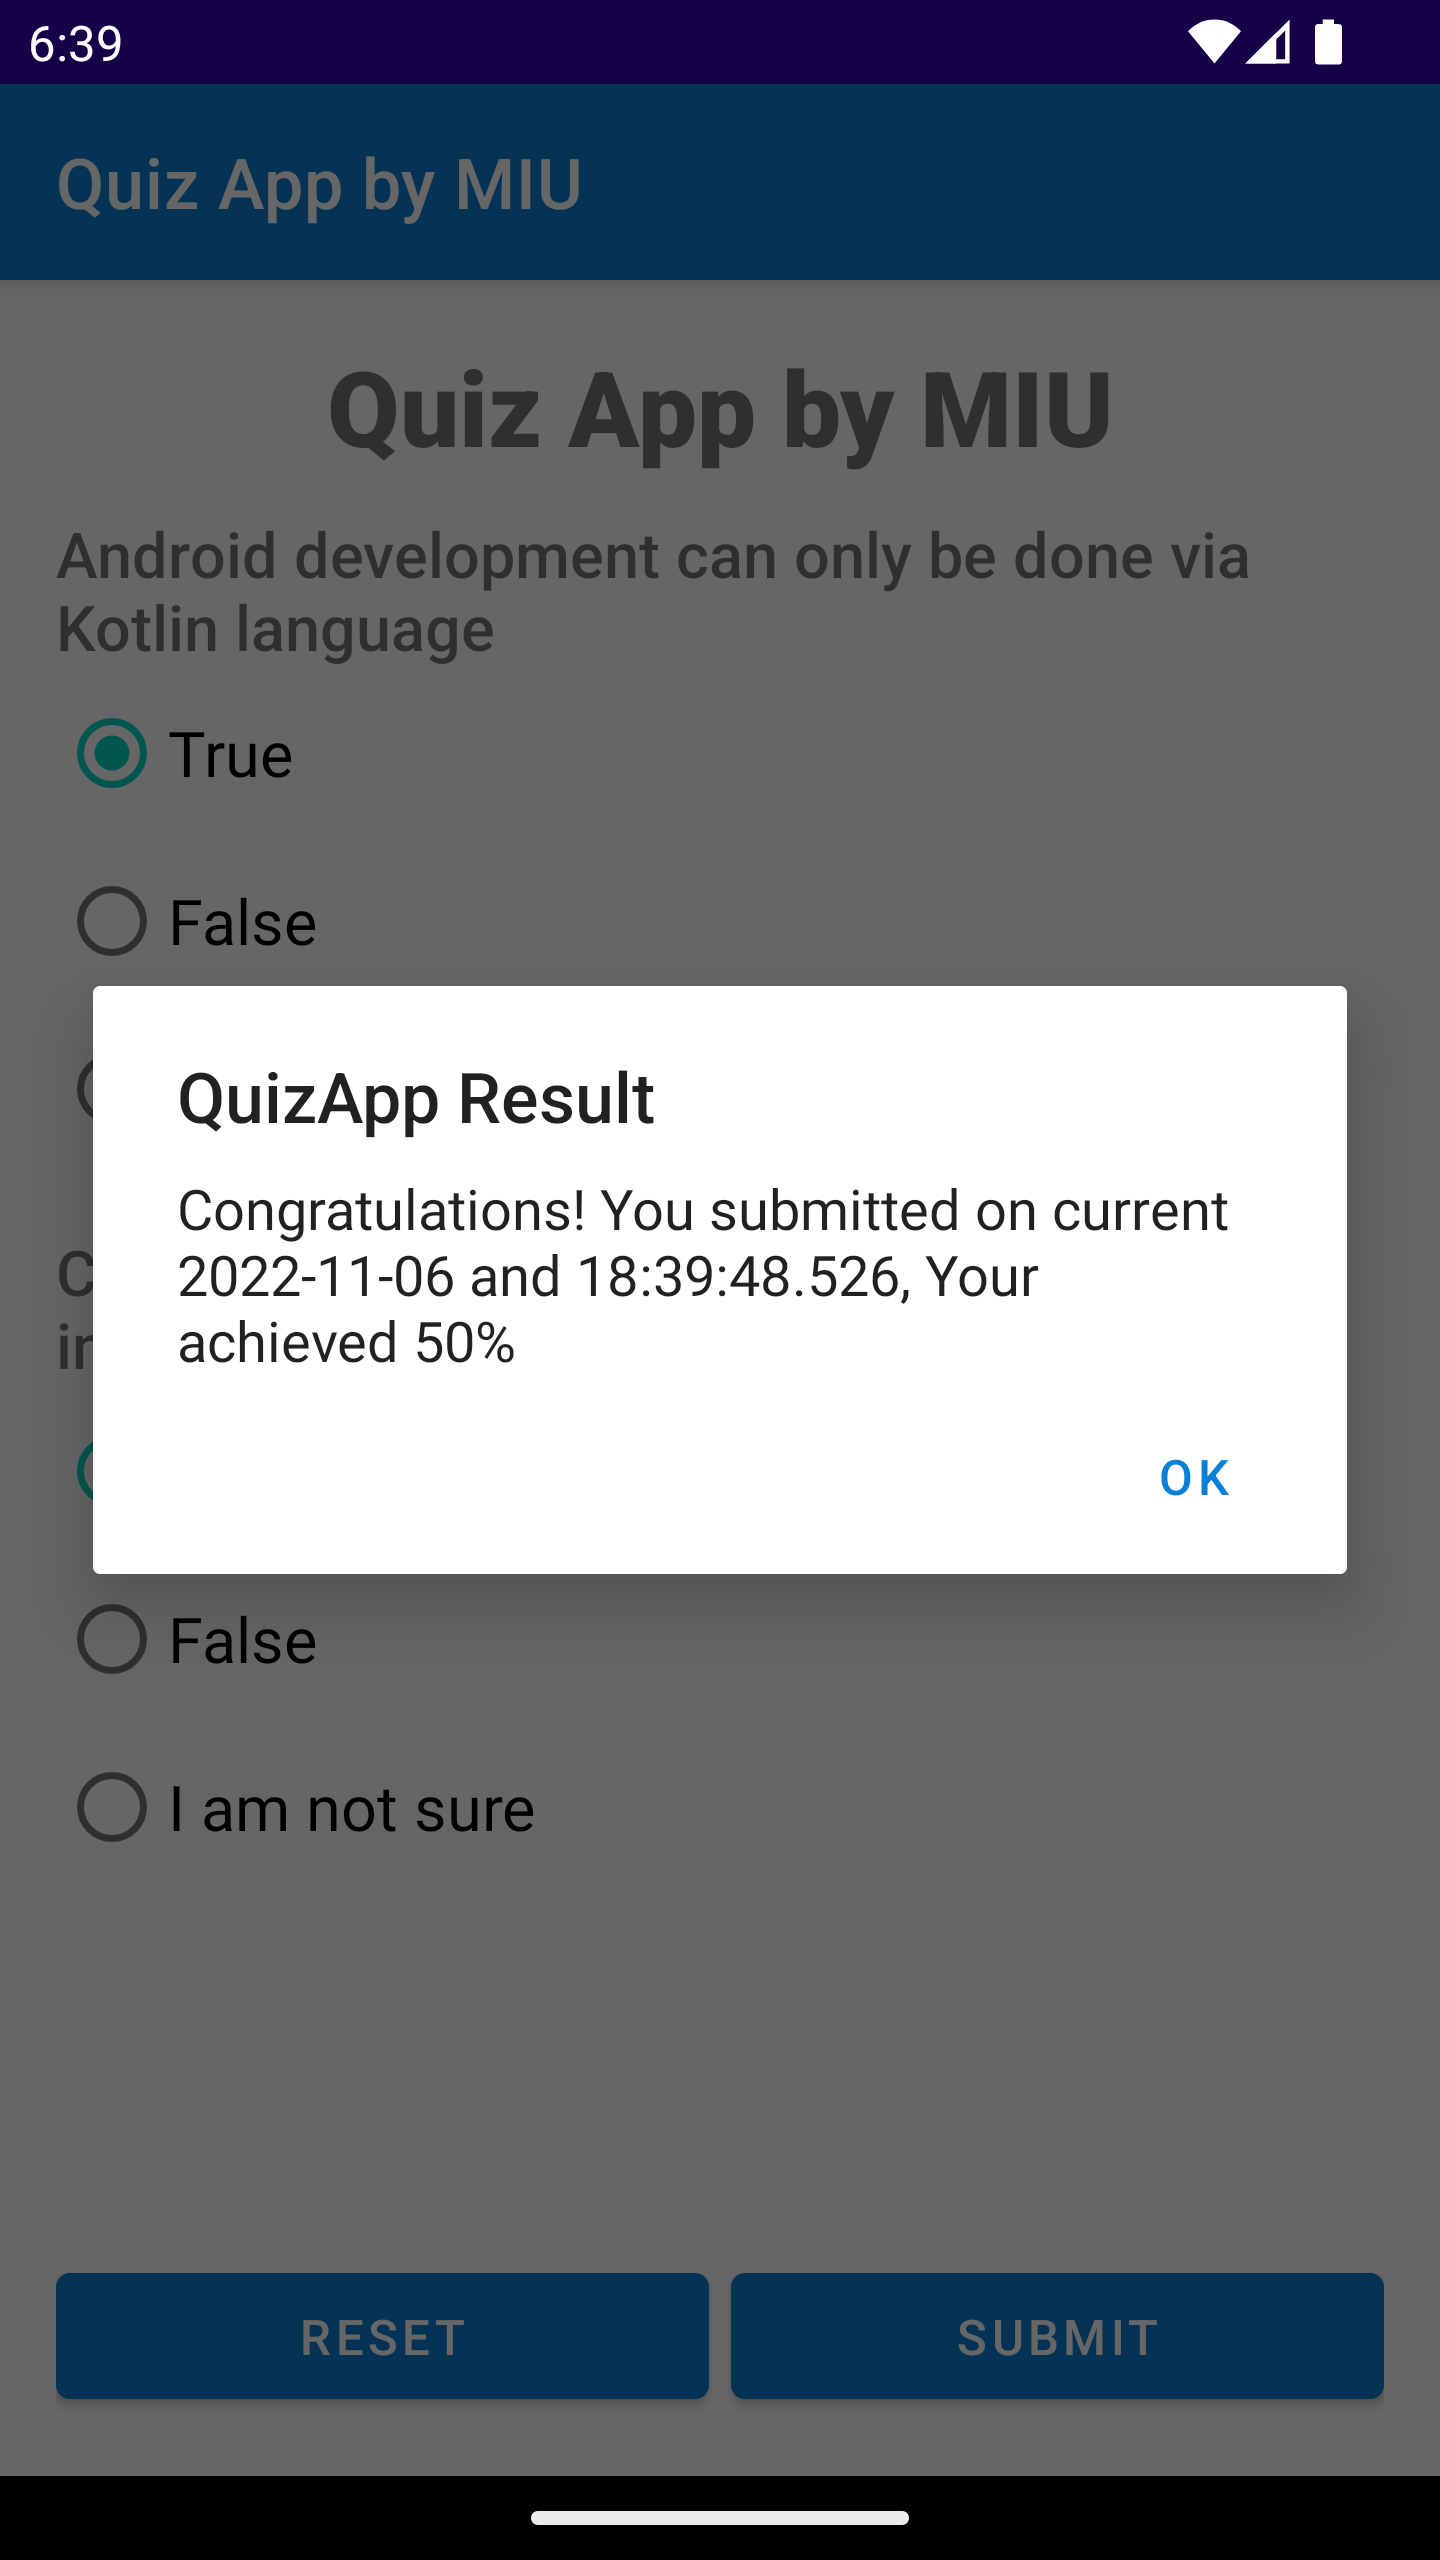 6:39
Quiz App by MIU
Quiz App by MIU
Android development can only be done via
Kotlin language
True
False
QuizApp Result
Congratulations! You submitted on current
2022-11-06 and 18:39:48.526, Your
achieved 50%
OK
False
I am not sure
RESET
SUBMIT